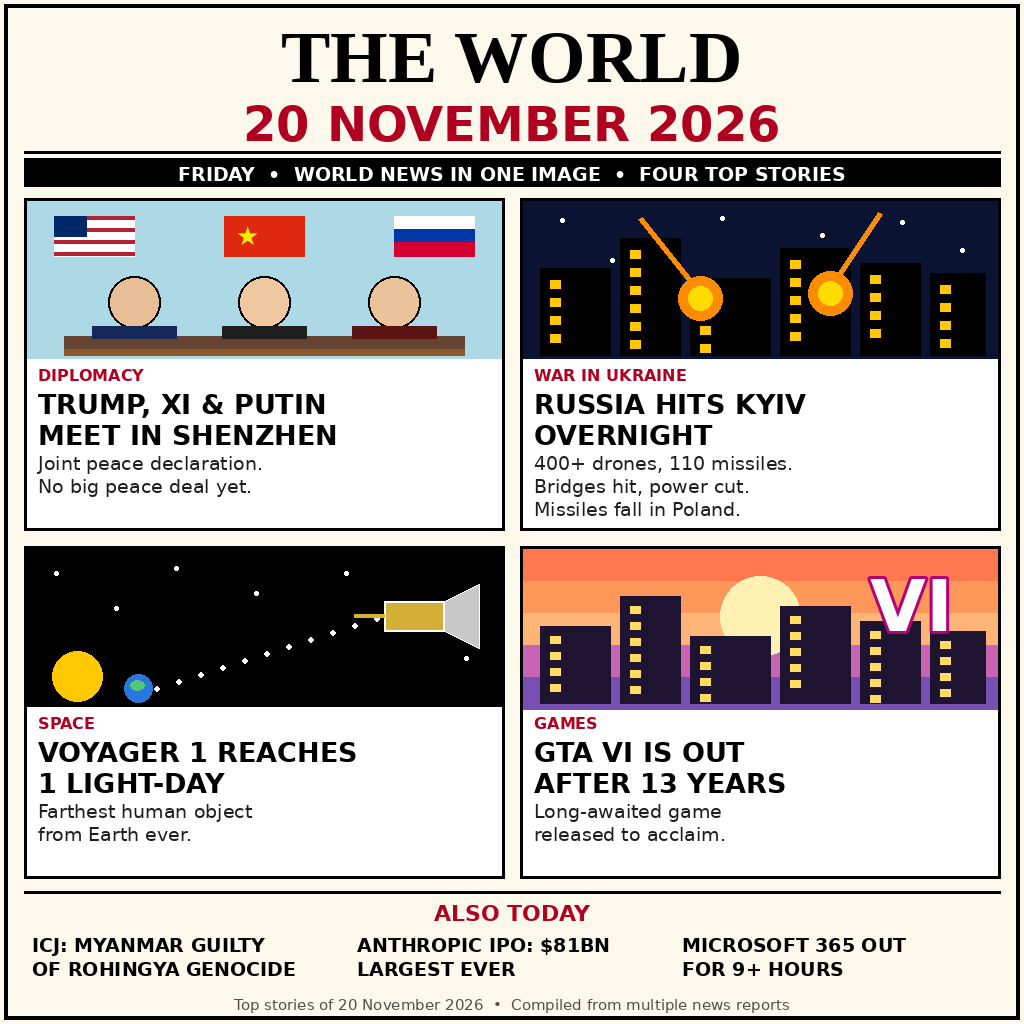 THE WORLD
20 NOVEMBER 2026
FRIDAY • WORLD NEWS IN ONE IMAGE • FOUR TOP STORIES
DIPLOMACY
TRUMP, XI & PUTIN
MEET IN SHENZHEN
Joint peace declaration.
No big peace deal yet.
WAR IN UKRAINE
RUSSIA HITS KYIV
OVERNIGHT
400+ drones, 110 missiles.
Bridges hit, power cut.
Missiles fall in Poland.
SPACE
VOYAGER 1 REACHES
1 LIGHT-DAY
Farthest human object
from Earth ever.
VI
GAMES
GTA VI IS OUT
AFTER 13 YEARS
Long-awaited game
released to acclaim.
ALSO TODAY
ICJ: MYANMAR GUILTY
OF ROHINGYA GENOCIDE
ANTHROPIC IPO: $81BN
LARGEST EVER
MICROSOFT 365 OUT
FOR 9+ HOURS
Top stories of 20 November 2026 • Compiled from multiple news reports